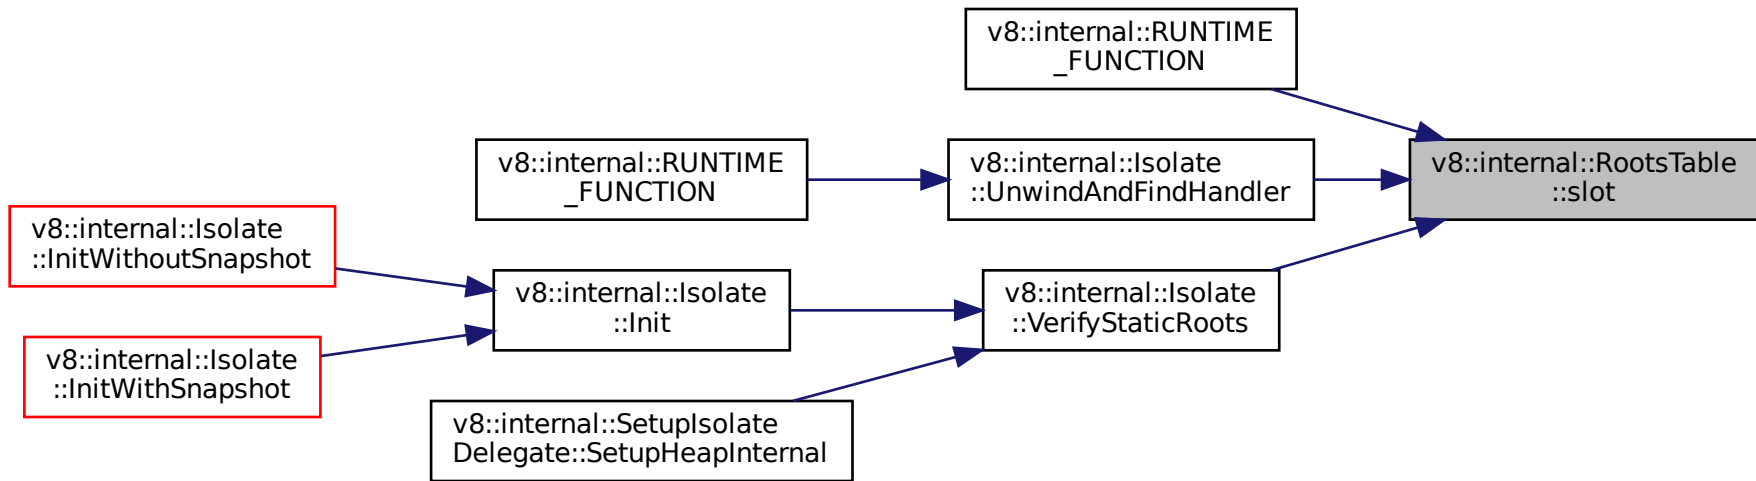 v8::internal::RUNTIME
_FUNCTION
v8::internal::RUNTIME
_FUNCTION
v8::internal::Isolate
::UnwindAndFindHandler
v8::internal::RootsTable
::slot
v8::internal::Isolate
::InitWithoutSnapshot
v8::internal::Isolate
::Init
v8::internal::Isolate
::VerifyStaticRoots
v8::internal::Isolate
::InitWithSnapshot
v8::internal::SetupIsolate
Delegate::SetupHeapInternal